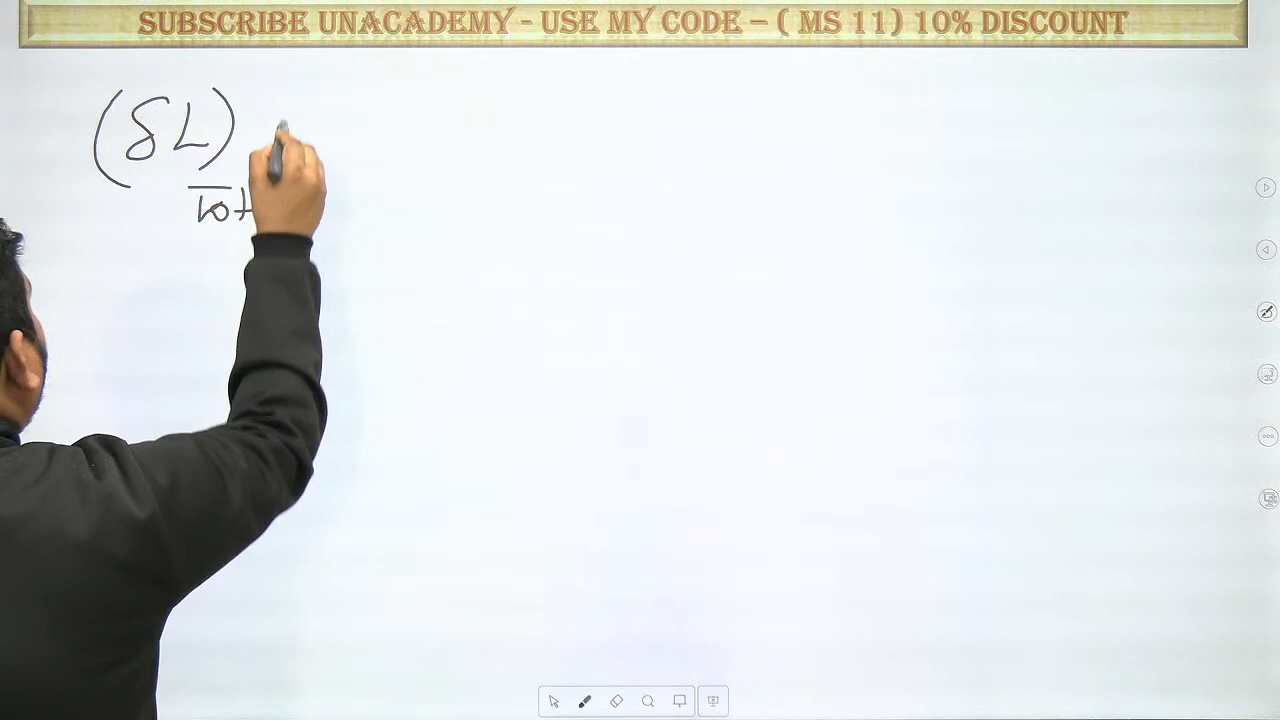 SUBSCRIBE UNACADEMY - USE MY CODE – ( MS 11) 10% DISCOUNT
(δL)
tot